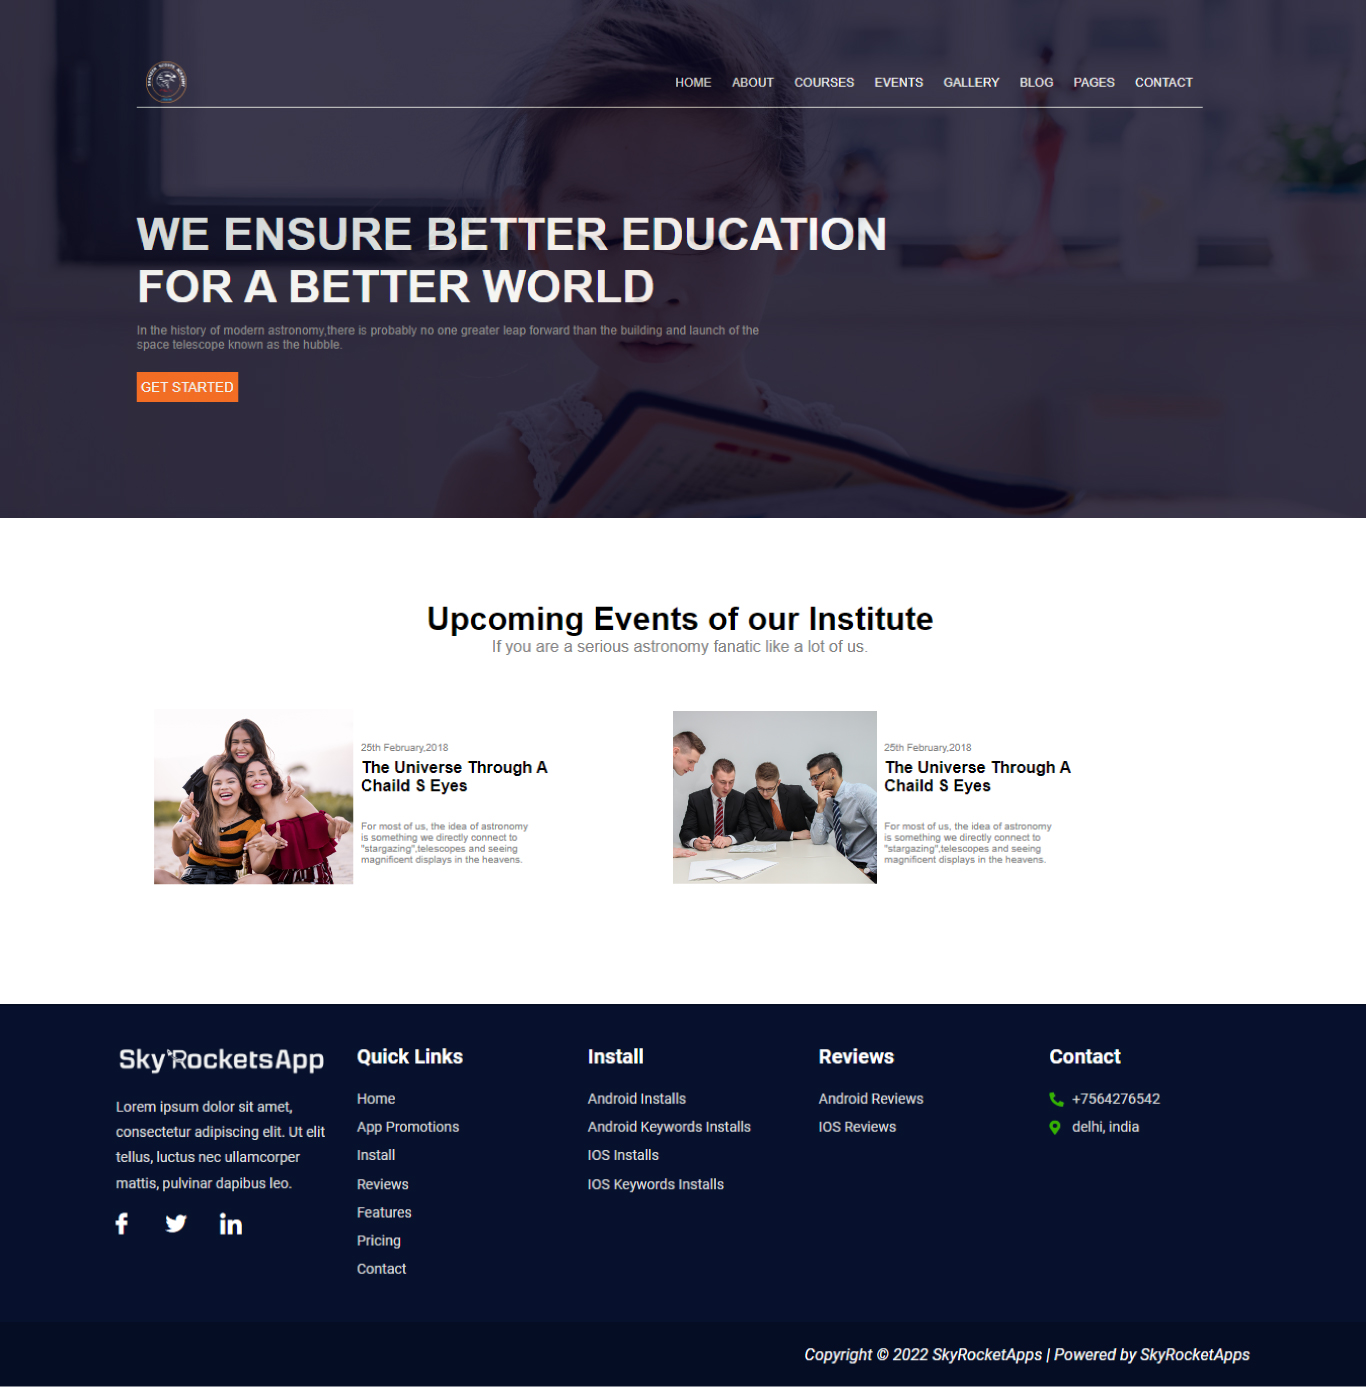 HOME ABOUT COURSES EVENTS GALLERY BLOG PAGES CONTACT
WE ENSURE BETTER EDUCATION
FOR A BETTER WORLD
In the history of modern astronomy,there is probably no one greater leap forward than the building and launch of the
space telescope known as the hubble.
GET STARTED
Upcoming Events of our Institute
If you are a serious astronomy fanatic like a lot of us.
25th February,2018
The Universe Through A
Chaild S Eyes
For most of us, the idea of astronomy
is something we directly connect to
"stargazing",telescopes and seeing
magnificent displays in the heavens.
25th February,2018
The Universe Through A
Chaild S Eyes
For most of us, the idea of astronomy
is something we directly connect to
"stargazing",telescopes and seeing
magnificent displays in the heavens.
SkyRocketsApp
Lorem ipsum dolor sit amet,
consectetur adipiscing elit. Ut elit
tellus, luctus nec ullamcorper
mattis, pulvinar dapibus leo.
Quick Links
Home
App Promotions
Install
Reviews
Features
Pricing
Contact
Install
Android Installs
Android Keywords Installs
IOS Installs
IOS Keywords Installs
Reviews
Android Reviews
IOS Reviews
Contact
+7564276542
delhi, india
Copyright © 2022 SkyRocketApps | Powered by SkyRocketApps